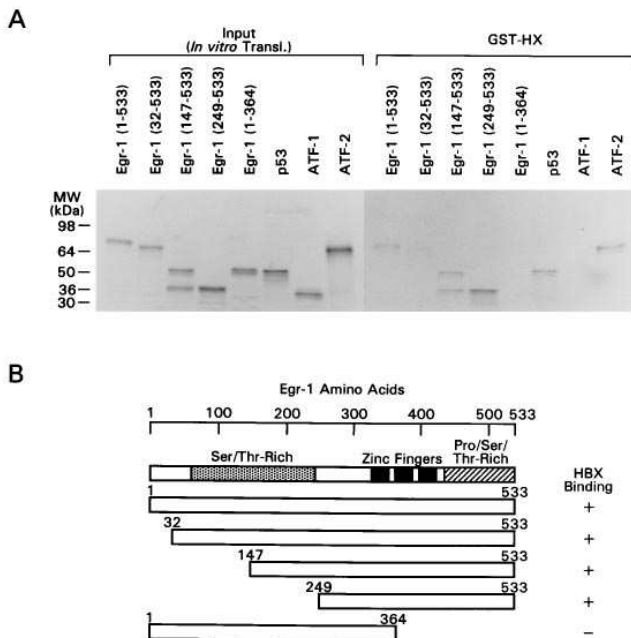 A
Input
(In vitro Transl.)
GST-HX
Egr-1 (1-533)
Egr-1 (32-533)
Egr-1 (147-533)
Egr-1 (249-533)
Egr-1 (1-364)
p53
ATF-1
ATF-2
Egr-1 (1-533)
Egr-1 (32-533)
Egr-1 (147-533)
Egr-1 (249-533)
Egr-1 (1-364)
p53
ATF-1
ATF-2
MW
(kDa)
98
64
50
36
30
B
Egr-1 Amino Acids
1 100 200 300 400 500 533
Ser/Thr-Rich
Zinc Fingers
Pro/Ser/
Thr-Rich
HBX
Binding
1 533 +
32 533 +
147 533 +
249 533 +
1 364 −